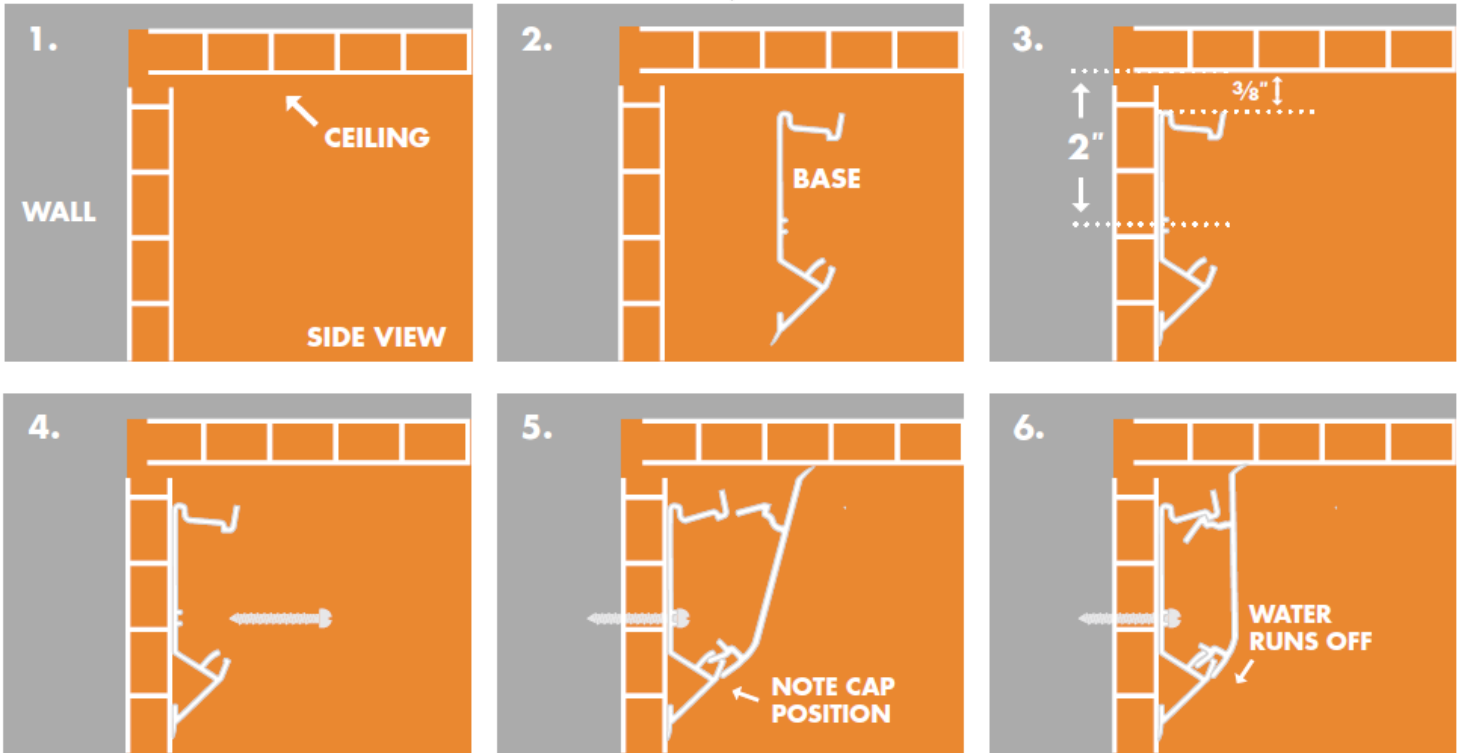 1.
CEILING
WALL
SIDE VIEW
2.
BASE
3.
3/8"
2"
4.
5.
NOTE CAP
POSITION
6.
WATER
RUNS OFF